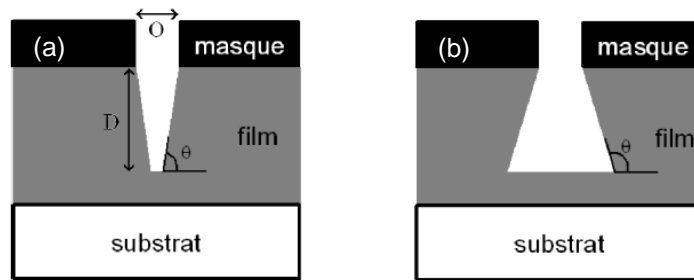 (a)
O
masque
D
θ
film
substrat
(b)
masque
θ
film
substrat